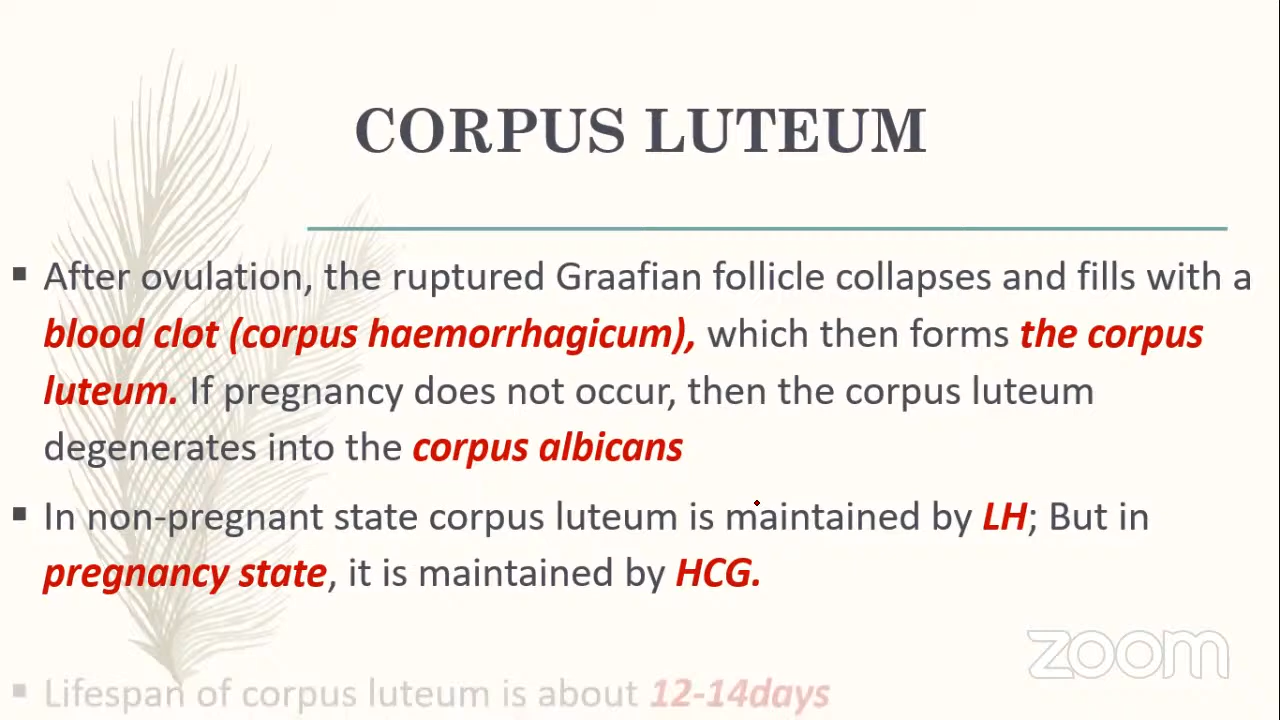 CORPUS LUTEUM
▪ After ovulation, the ruptured Graafian follicle collapses and fills with a
blood clot (corpus haemorrhagicum), which then forms the corpus
luteum. If pregnancy does not occur, then the corpus luteum
degenerates into the corpus albicans
▪ In non-pregnant state corpus luteum is maintained by LH; But in
pregnancy state, it is maintained by HCG.
zoom
▪ Lifespan of corpus luteum is about 12-14days